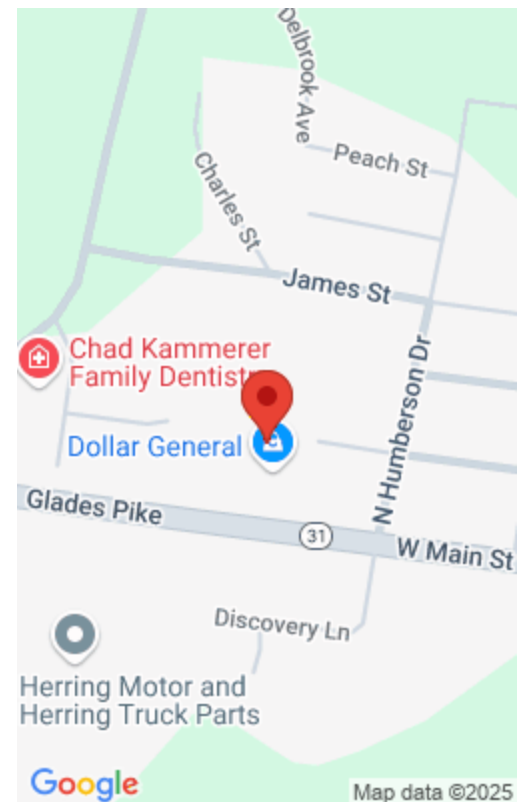 Delbrook Ave
Peach St
Charles St
James St
Chad Kammerer
Family Dentistr
Dollar General
N Humberson Dr
Glades Pike
31
W Main St
Discovery Ln
Herring Motor and
Herring Truck Parts
Google
Map data ©2025